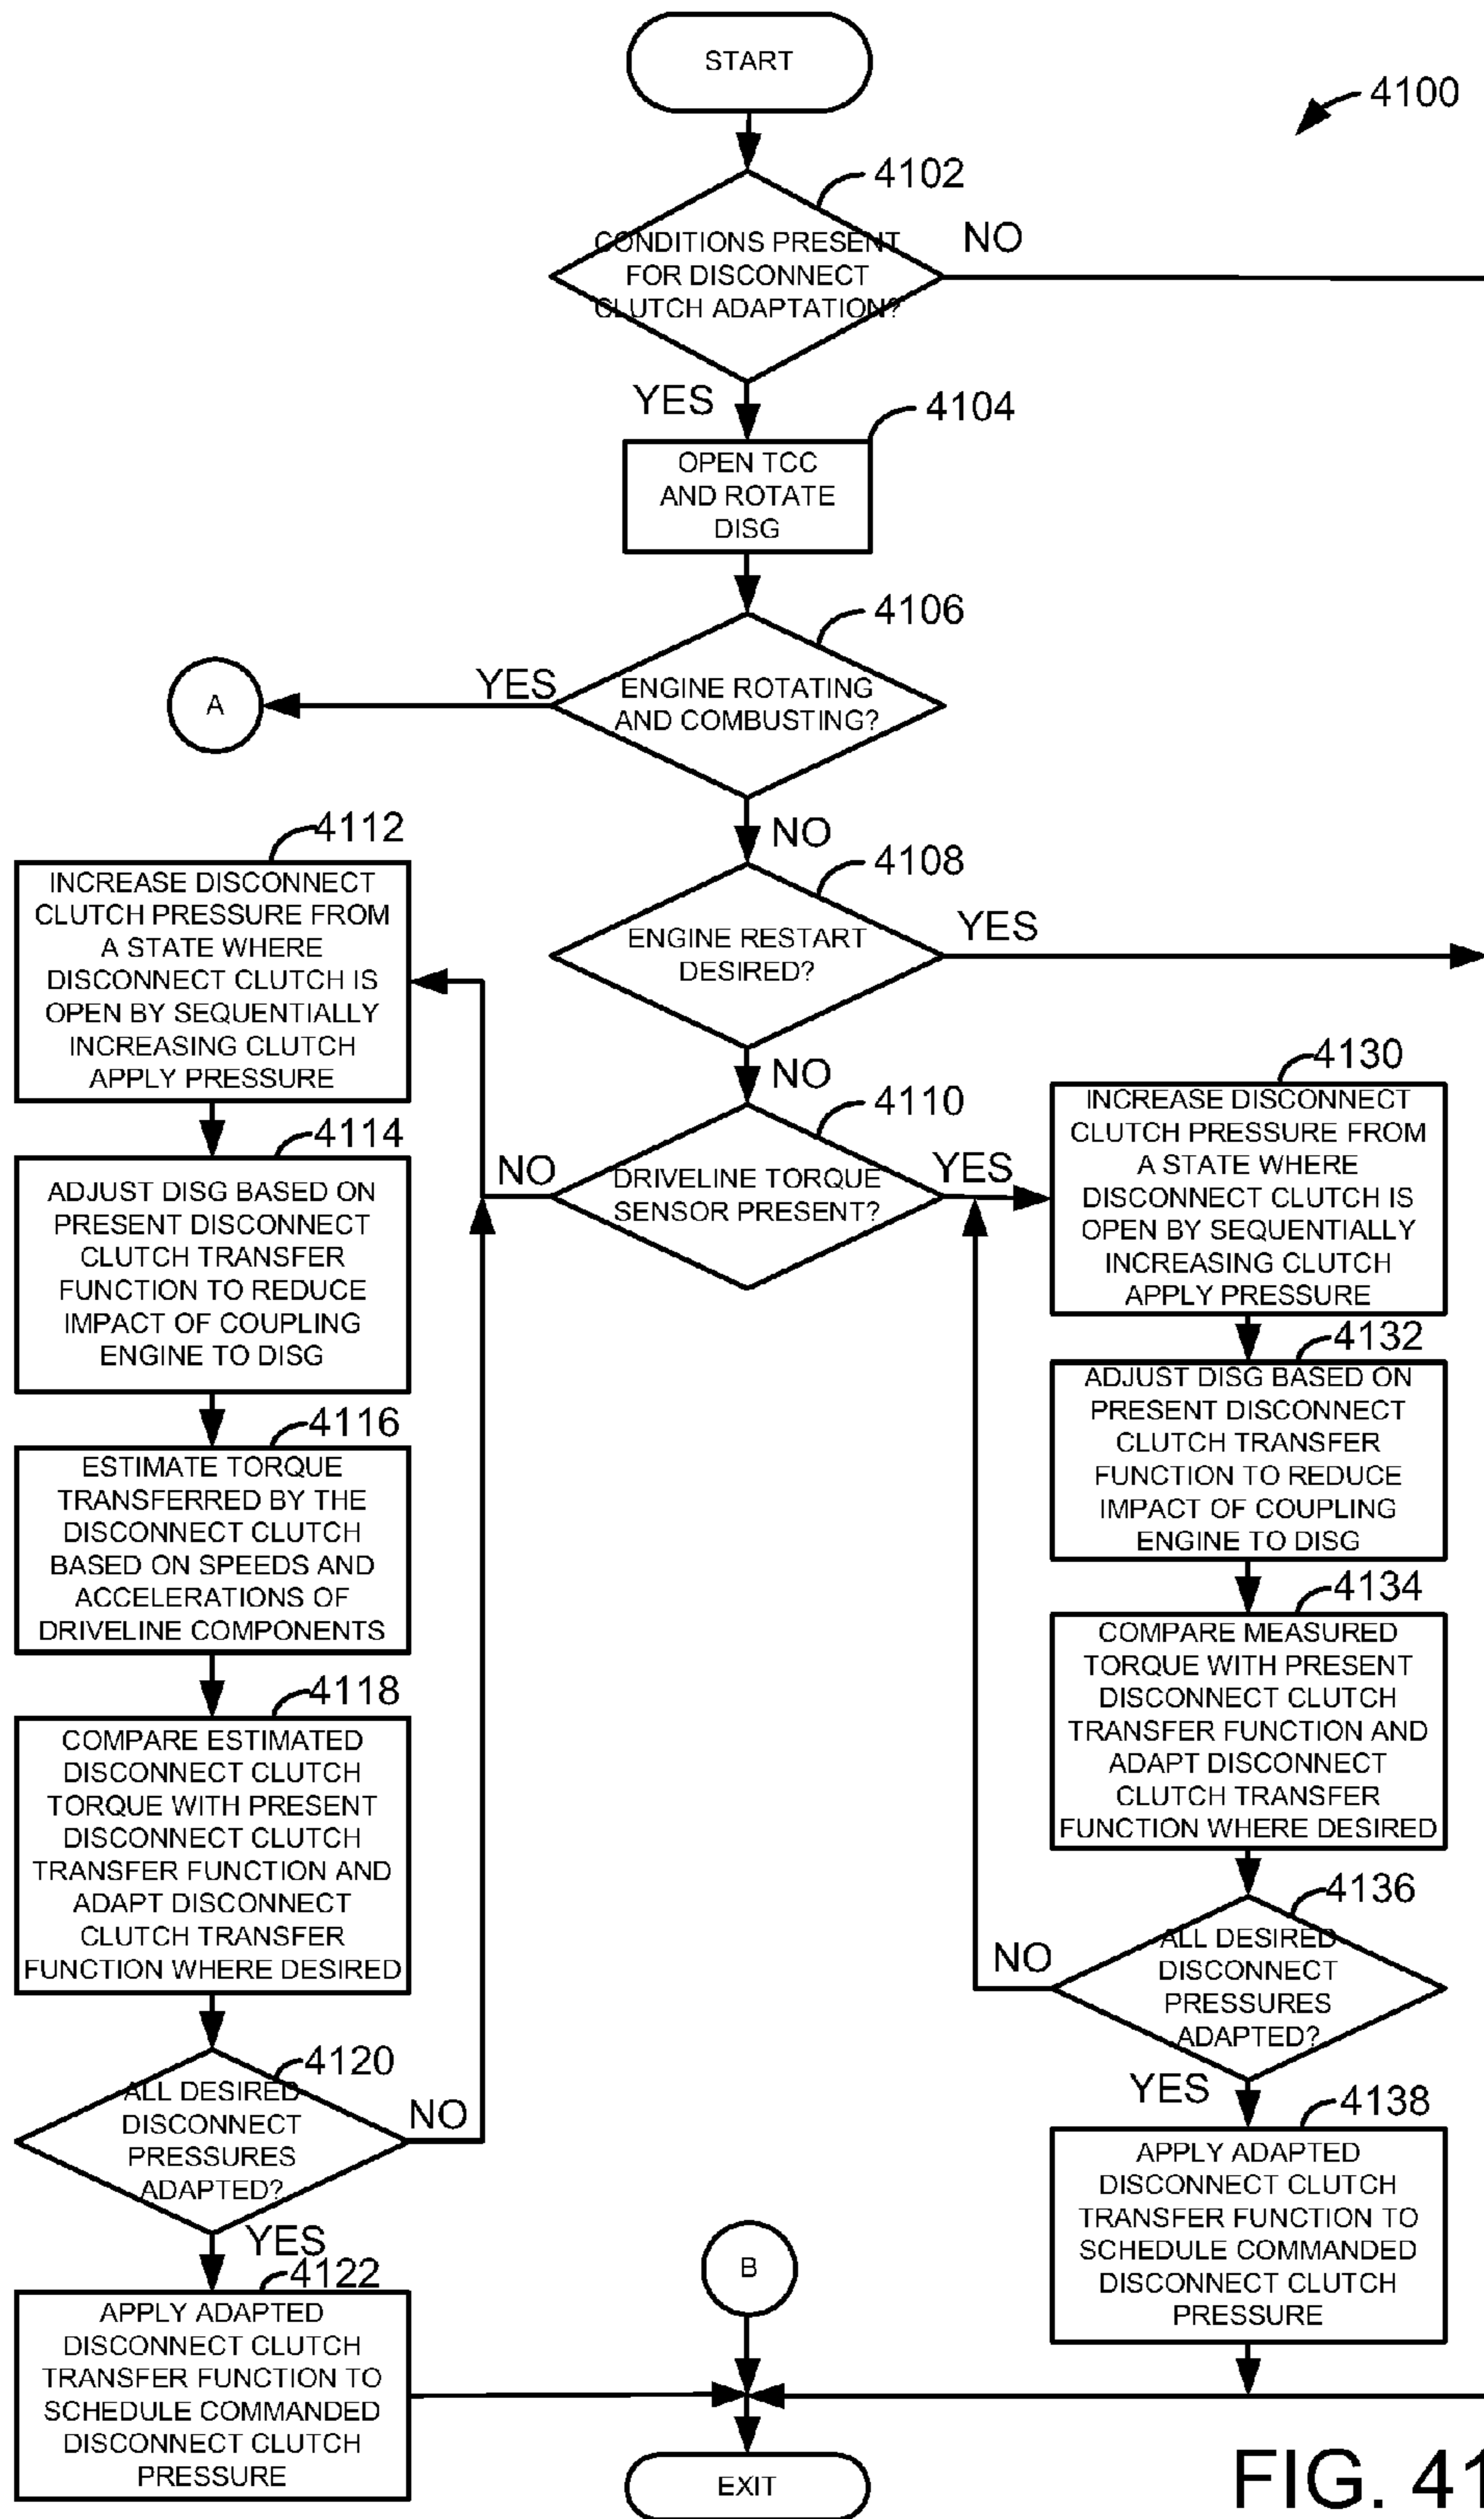 START
4100
4102
CONDITIONS PRESENT
FOR DISCONNECT
CLUTCH ADAPTATION?
NO
YES
4104
OPEN TCC
AND ROTATE
DISG
4106
ENGINE ROTATING
AND COMBUSTING?
YES
A
NO
4108
ENGINE RESTART
DESIRED?
YES
NO
4110
DRIVELINE TORQUE
SENSOR PRESENT?
NO
YES
4112
INCREASE DISCONNECT
CLUTCH PRESSURE FROM
A STATE WHERE
DISCONNECT CLUTCH IS
OPEN BY SEQUENTIALLY
INCREASING CLUTCH
APPLY PRESSURE
4114
ADJUST DISG BASED ON
PRESENT DISCONNECT
CLUTCH TRANSFER
FUNCTION TO REDUCE
IMPACT OF COUPLING
ENGINE TO DISG
4116
ESTIMATE TORQUE
TRANSFERRED BY THE
DISCONNECT CLUTCH
BASED ON SPEEDS AND
ACCELERATIONS OF
DRIVELINE COMPONENTS
4118
COMPARE ESTIMATED
DISCONNECT CLUTCH
TORQUE WITH PRESENT
DISCONNECT CLUTCH
TRANSFER FUNCTION AND
ADAPT DISCONNECT
CLUTCH TRANSFER
FUNCTION WHERE DESIRED
4120
ALL DESIRED
DISCONNECT
PRESSURES
ADAPTED?
NO
YES
4122
APPLY ADAPTED
DISCONNECT CLUTCH
TRANSFER FUNCTION TO
SCHEDULE COMMANDED
DISCONNECT CLUTCH
PRESSURE
4130
INCREASE DISCONNECT
CLUTCH PRESSURE FROM
A STATE WHERE
DISCONNECT CLUTCH IS
OPEN BY SEQUENTIALLY
INCREASING CLUTCH
APPLY PRESSURE
4132
ADJUST DISG BASED ON
PRESENT DISCONNECT
CLUTCH TRANSFER
FUNCTION TO REDUCE
IMPACT OF COUPLING
ENGINE TO DISG
4134
COMPARE MEASURED
TORQUE WITH PRESENT
DISCONNECT CLUTCH
TRANSFER FUNCTION AND
ADAPT DISCONNECT
CLUTCH TRANSFER
FUNCTION WHERE DESIRED
4136
ALL DESIRED
DISCONNECT
PRESSURES
ADAPTED?
NO
YES
4138
APPLY ADAPTED
DISCONNECT CLUTCH
TRANSFER FUNCTION TO
SCHEDULE COMMANDED
DISCONNECT CLUTCH
PRESSURE
B
EXIT
FIG. 41